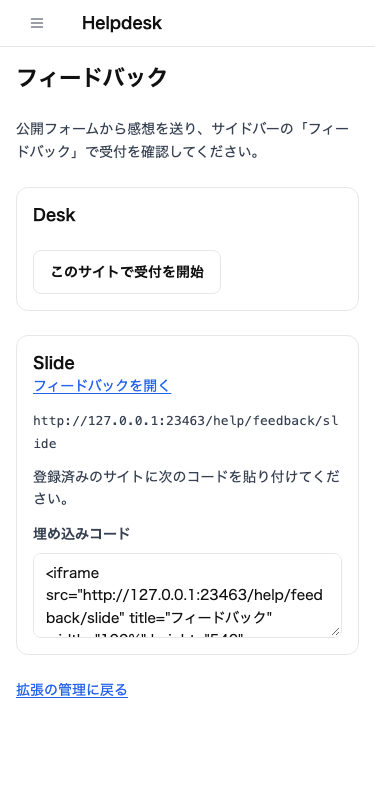 Helpdesk
フィードバック
公開フォームから感想を送り、サイドバーの「フィー
ドバック」で受付を確認してください。
Desk
このサイトで受付を開始
Slide
フィードバックを開く
http://127.0.0.1:23463/help/feedback/sl
ide
登録済みのサイトに次のコードを貼り付けてくだ
さい。
埋め込みコード
<iframe
src="http://127.0.0.1:23463/help/feed
back/slide" title="フィードバック"
width="100%" height="540"
拡張の管理に戻る